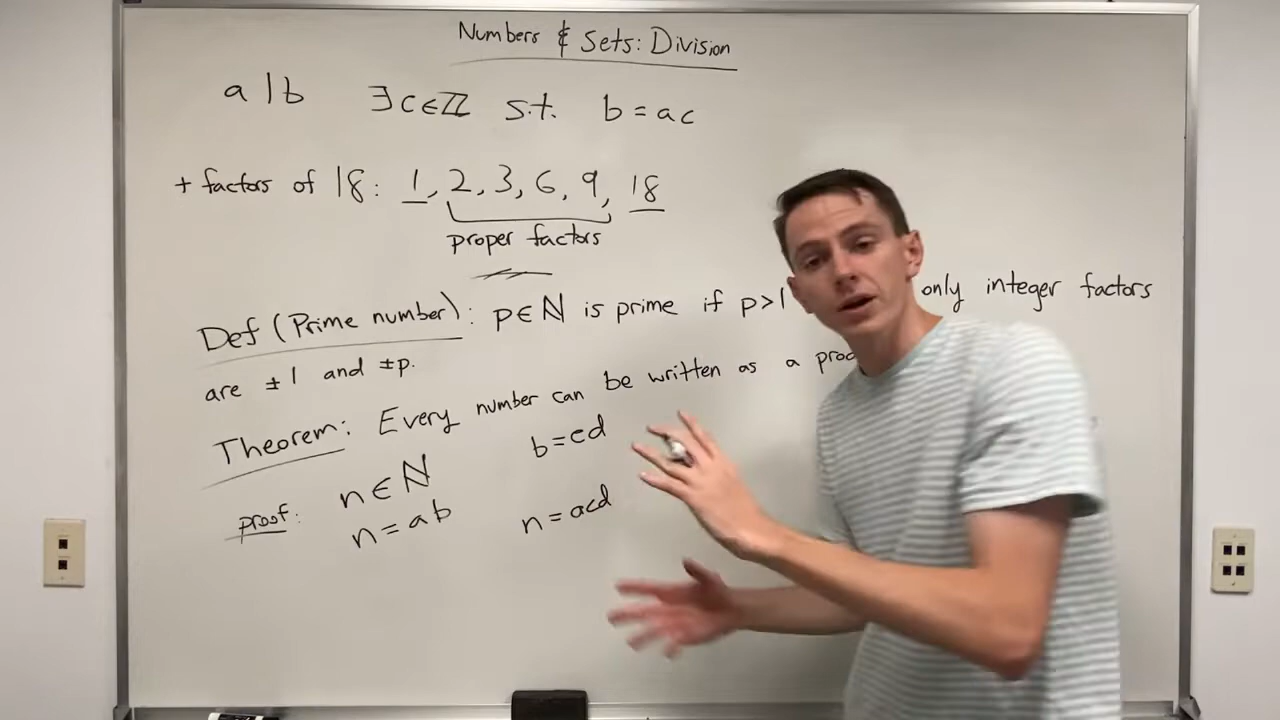 Numbers & Sets: Division
a | b ∃ c ∈ ℤ s.t. b = ac
+ factors of 18: 1, 2, 3, 6, 9, 18
proper factors
Def (Prime number): p ∈ ℕ is prime if p > 1 only integer factors
are ±1 and ±p.
Theorem: Every number can be written as a
b = cd
proof: n ∈ ℕ
n = ab n = acd